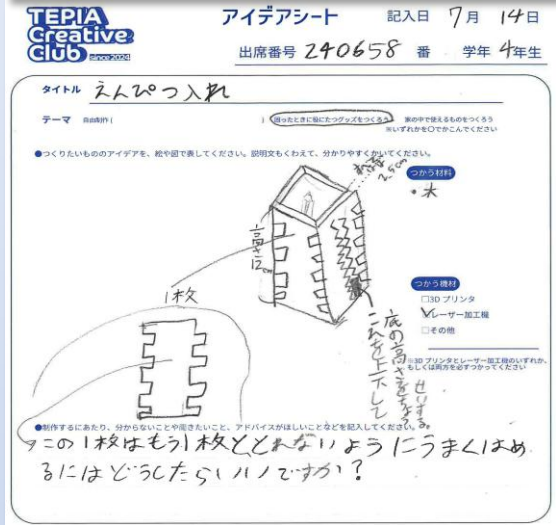 TEPIA
Creative
Club since 2024
アイデアシート
記入日 7月 14日
出席番号 240658 番 学年 4年生
タイトル えんぴつ入れ
テーマ 自由制作( ) 困ったときに役にたつグッズをつくろう 家の中で使えるものをつくろう
※いずれかを〇でかこんでください
●つくりたいもののアイデアを、絵や図で表してください。説明文もくわえて、分かりやすくかいてください。
2.5cm
つかう材料
・木
高さ12cm
1枚
つかう機材
□3D プリンタ
✓レーザー加工機
□その他
※3D プリンタとレーザー加工機のいずれか、
もしくは両方を必ずつかってください
これを上下して
底の高さを
せいする。
●制作するにあたり、分からないことや聞きたいこと、アドバイスがほしいことなどを記入してください。
この1枚はもう1枚ととれないようにうまくはめ
るにはどうしたらいいですか?